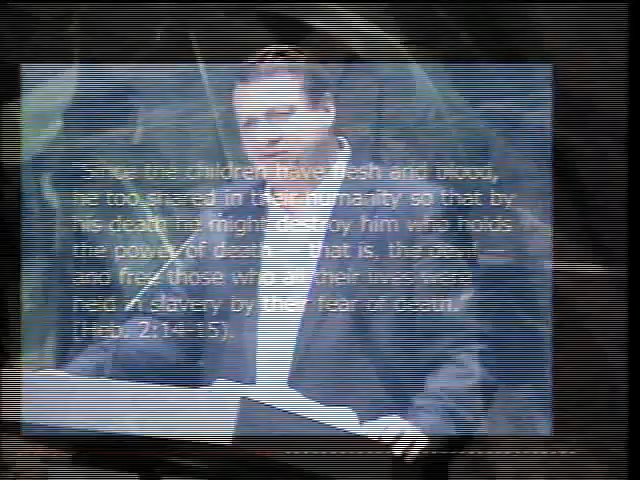 "Since the children have flesh and blood,
he too shared in their humanity so that by
his death he might destroy him who holds
the power of death — that is, the devil —
and free those who all their lives were
held in slavery by their fear of death."
(Heb. 2:14-15).